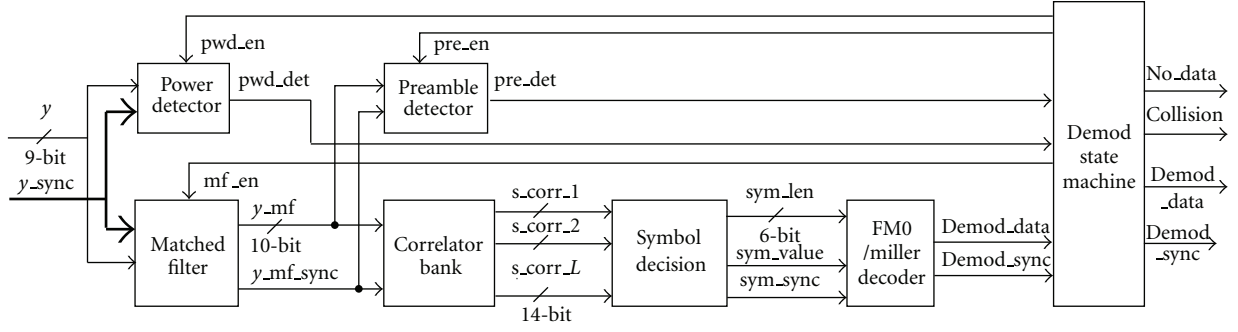 pwd_en
pre_en
Power
detector
pwd_det
Preamble
detector
pre_det
No_data
Collision
y
9-bit
y_sync
Demod
state
machine
Demod
_data
Demod
_sync
mf_en
Matched
filter
y_mf
10-bit
y_mf_sync
Correlator
bank
s_corr_1
s_corr_2
s_corr_L
14-bit
Symbol
decision
sym_len
6-bit
sym_value
sym_sync
FM0
/miller
decoder
Demod_data
Demod_sync